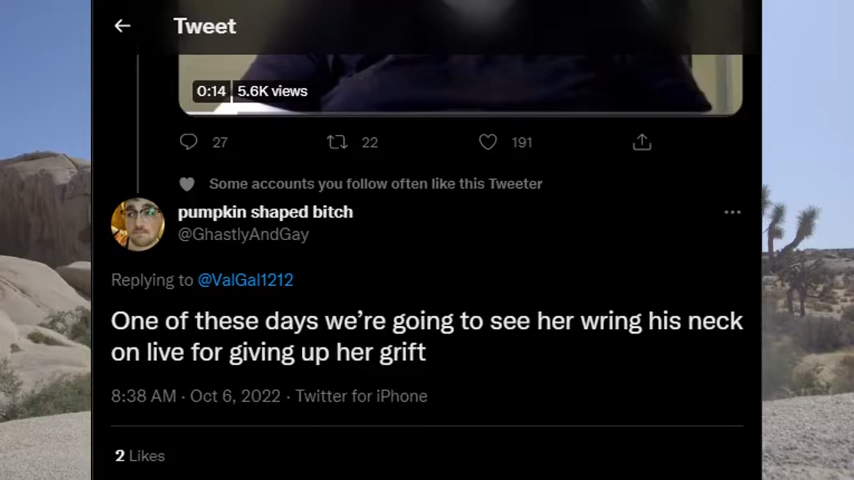 Tweet
0:14 5.6K views
27 22 191
Some accounts you follow often like this Tweeter
pumpkin shaped bitch
@GhastlyAndGay
Replying to @ValGal1212
One of these days we’re going to see her wring his neck
on live for giving up her grift
8:38 AM · Oct 6, 2022 · Twitter for iPhone
2 Likes